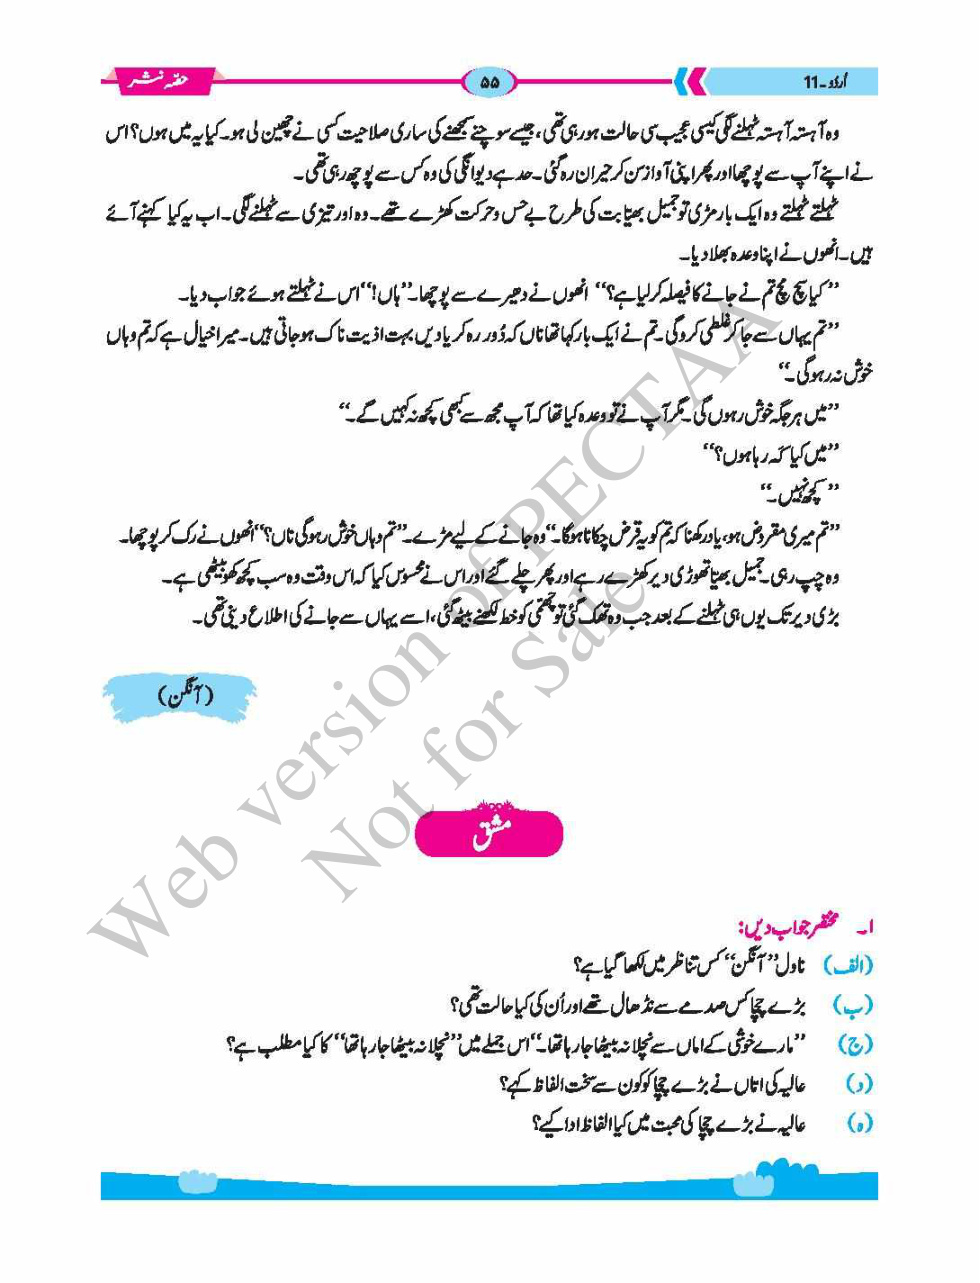 اُردو۔11
۵۵
حصّہ نثر
وہ آہستہ آہستہ ٹہلنے لگی کیسی عجیب سی حالت ہو رہی تھی، جیسے سوچنے سمجھنے کی ساری صلاحیت کسی نے چھین لی ہو۔ کیا یہ میں ہوں؟ اس
نے اپنے آپ سے پوچھا اور پھر اپنی آواز سن کر حیران رہ گئی۔ حد ہے دیوانگی کی وہ کس سے پوچھ رہی تھی۔
ٹہلتے ٹہلتے وہ ایک بار مڑی تو جمیل بھیّا بت کی طرح بے حس و حرکت کھڑے تھے۔ وہ اور تیزی سے ٹہلنے لگی۔ اب یہ کیا کہنے آئے
ہیں۔ انھوں نے اپنا وعدہ بھلا دیا۔
”کیا سچ مچ تم نے جانے کا فیصلہ کر لیا ہے؟“ انھوں نے دھیرے سے پوچھا۔ ”ہاں!“ اس نے ٹہلتے ہوئے جواب دیا۔
”تم یہاں سے جا کر غلطی کرو گی۔ تم نے ایک بار کہا تھا ناں کہ دُور رہ کر یادیں بہت اذیت ناک ہو جاتی ہیں۔ میرا خیال ہے کہ تم وہاں
خوش نہ رہو گی۔“
”میں ہر جگہ خوش رہوں گی۔ مگر آپ نے تو وعدہ کیا تھا کہ آپ مجھ سے کبھی کچھ نہ کہیں گے۔“
”میں کیا کَہ رہا ہوں؟“
”کچھ نہیں۔“
”تم میری مقروض ہو، یاد رکھنا کہ تم کو یہ قرض چکانا ہوگا۔“ وہ جانے کے لیے مڑے۔ ”تم وہاں خوش رہو گی ناں؟“ انھوں نے رک کر پوچھا۔
وہ چپ رہی۔ جمیل بھیّا تھوڑی دیر کھڑے رہے اور پھر چلے گئے اور اس نے محسوس کیا کہ اس وقت وہ سب کچھ کھو بیٹھی ہے۔
بڑی دیر تک یوں ہی ٹہلنے کے بعد جب وہ تھک گئی تو چھمّی کو خط لکھنے بیٹھ گئی، اسے یہاں سے جانے کی اطلاع دینی تھی۔
(آنگن)
مشق
۱۔ مختصر جواب دیں:
(الف) ناول ”آنگن“ کس تناظر میں لکھا گیا ہے؟
(ب) بڑے چچا کس صدمے سے نڈھال تھے اور اُن کی کیا حالت تھی؟
(ج) ”مارے خوشی کے اماں سے نچلا نہ بیٹھا جا رہا تھا۔“ اس جملے میں ”نچلا نہ بیٹھا جا رہا تھا“ کا کیا مطلب ہے؟
(د) عالیہ کی امّاں نے بڑے چچا کو کون سے سخت الفاظ کہے؟
(ہ) عالیہ نے بڑے چچا کی محبت میں کیا الفاظ ادا کیے؟
Web version of PECTAA
Not for Sale